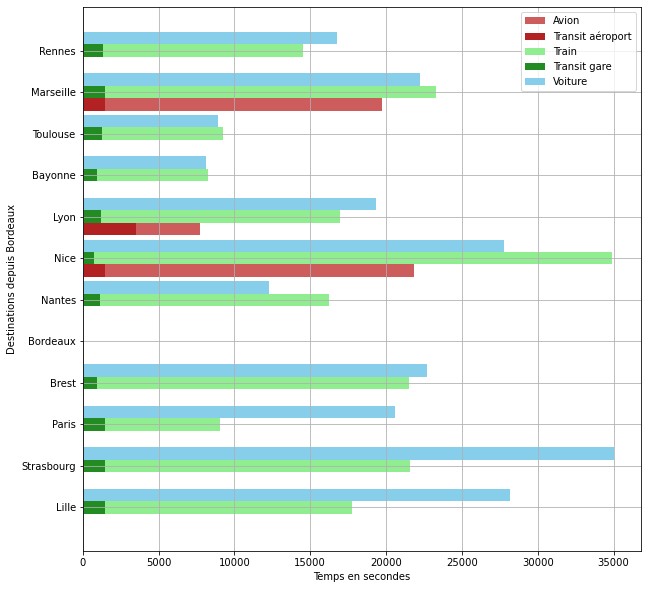 Avion
Transit aéroport
Train
Transit gare
Voiture
Rennes
Marseille
Toulouse
Bayonne
Lyon
Nice
Nantes
Bordeaux
Brest
Paris
Strasbourg
Lille
Destinations depuis Bordeaux
0 5000 10000 15000 20000 25000 30000 35000
Temps en secondes